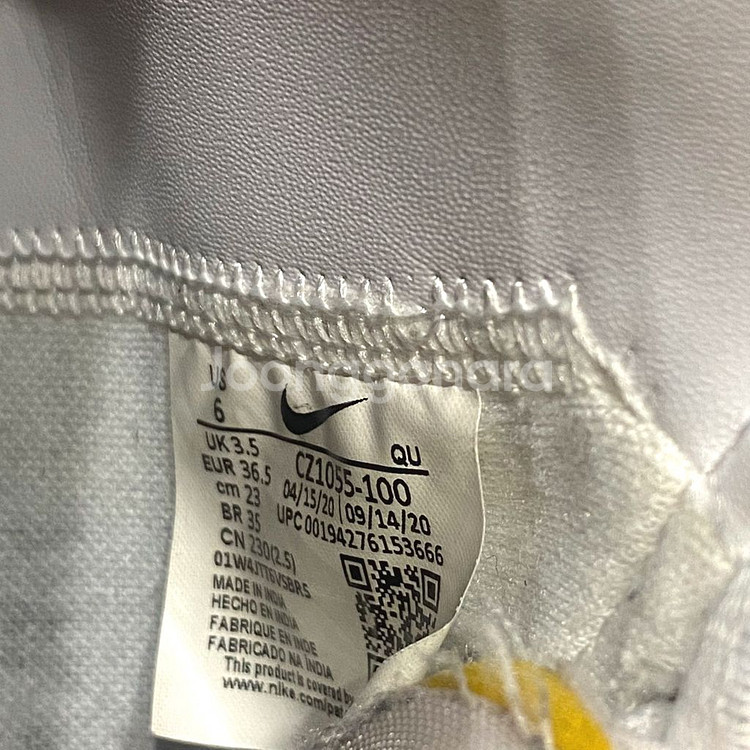 Joonggonara
US
6
QU
UK 3.5
CZ1055-100
EUR 36.5
04/15/20 09/14/20
cm 23
UPC 00194276153666
BR 35
CN 230(2.5)
MADE IN INDIA
HECHO EN INDIA
FABRIQUE EN INDE
FABRICADO NA ÍNDIA
This product is covered by
www.nike.com/pat